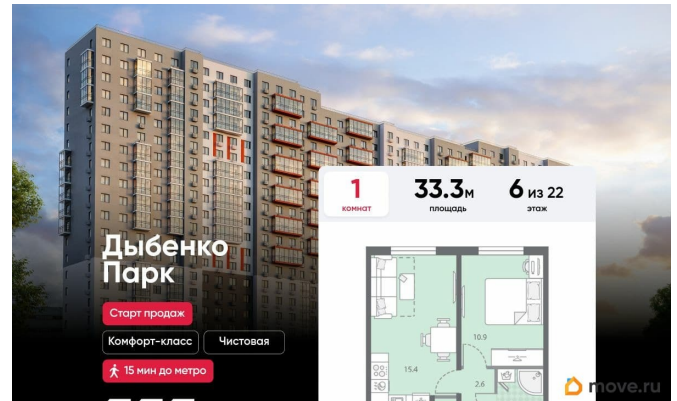 1
комнат
33.3м
площадь
6 из 22
этаж
Дыбенко
Парк
Старт продаж
Комфорт-класс
Чистовая
15 мин до метро
10.9
15.4
2.6
move.ru